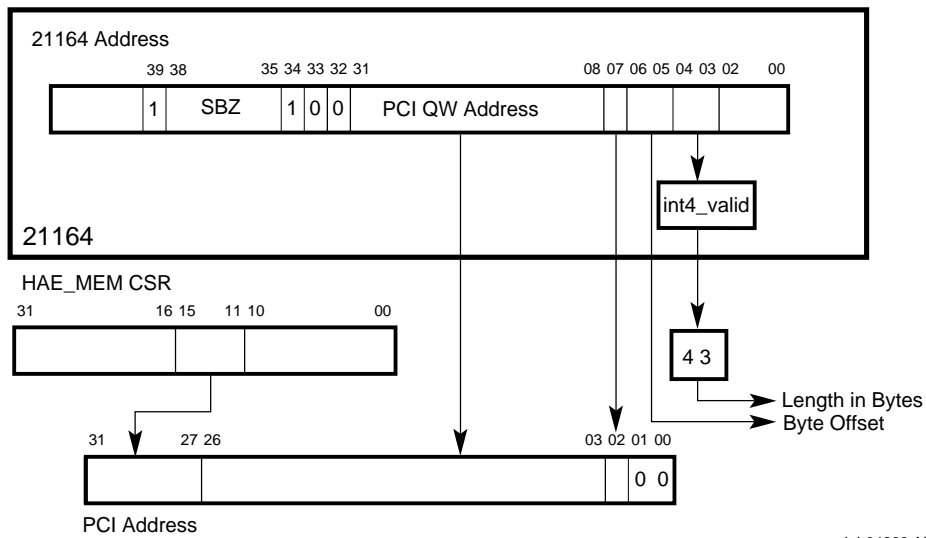 21164 Address
39 38 35 34 33 32 31 08 07 06 05 04 03 02 00
1 SBZ 1 0 0 PCI QW Address
int4_valid
21164
HAE_MEM CSR
31 16 15 11 10 00
4 3
Length in Bytes
Byte Offset
31 27 26 03 02 01 00
0 0
PCI Address